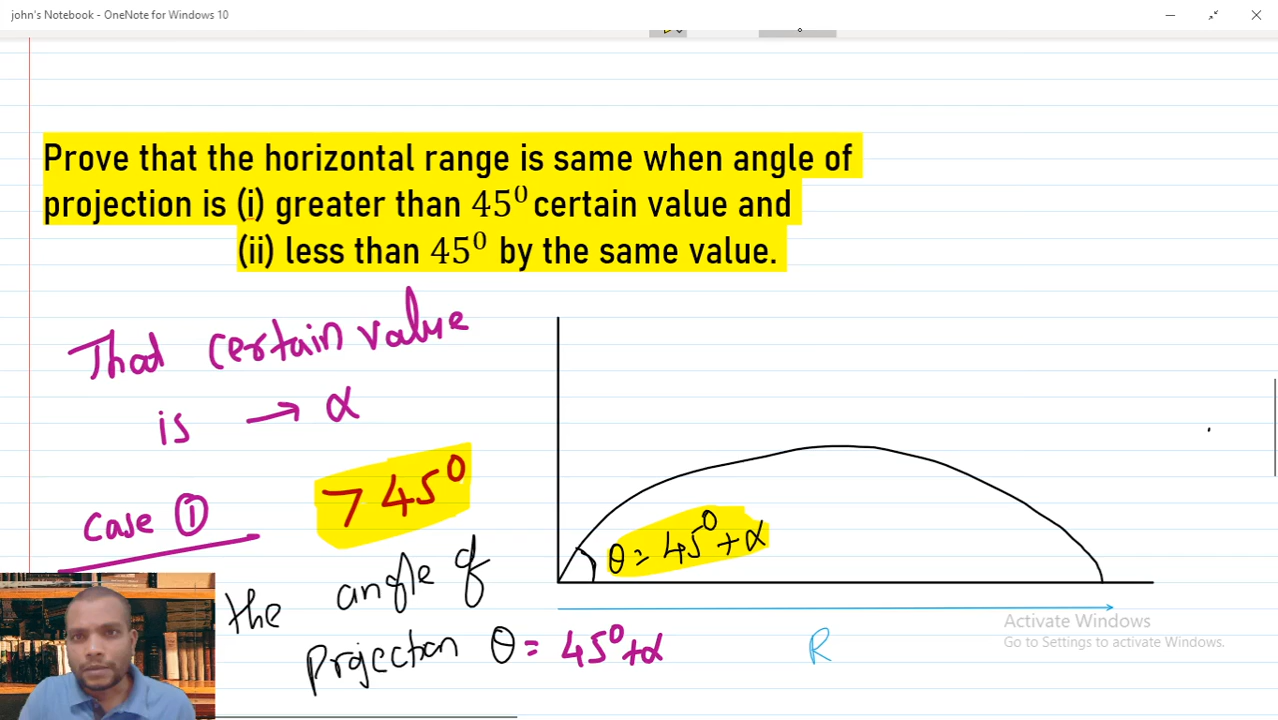 john's Notebook - OneNote for Windows 10
Prove that the horizontal range is same when angle of
projection is (i) greater than 45⁰ certain value and
(ii) less than 45⁰ by the same value.
That certain value
is → α
> 45⁰
case ①
θ = 45⁰ + α
the angle of
projection θ = 45⁰+α
R
Activate Windows
Go to Settings to activate Windows.